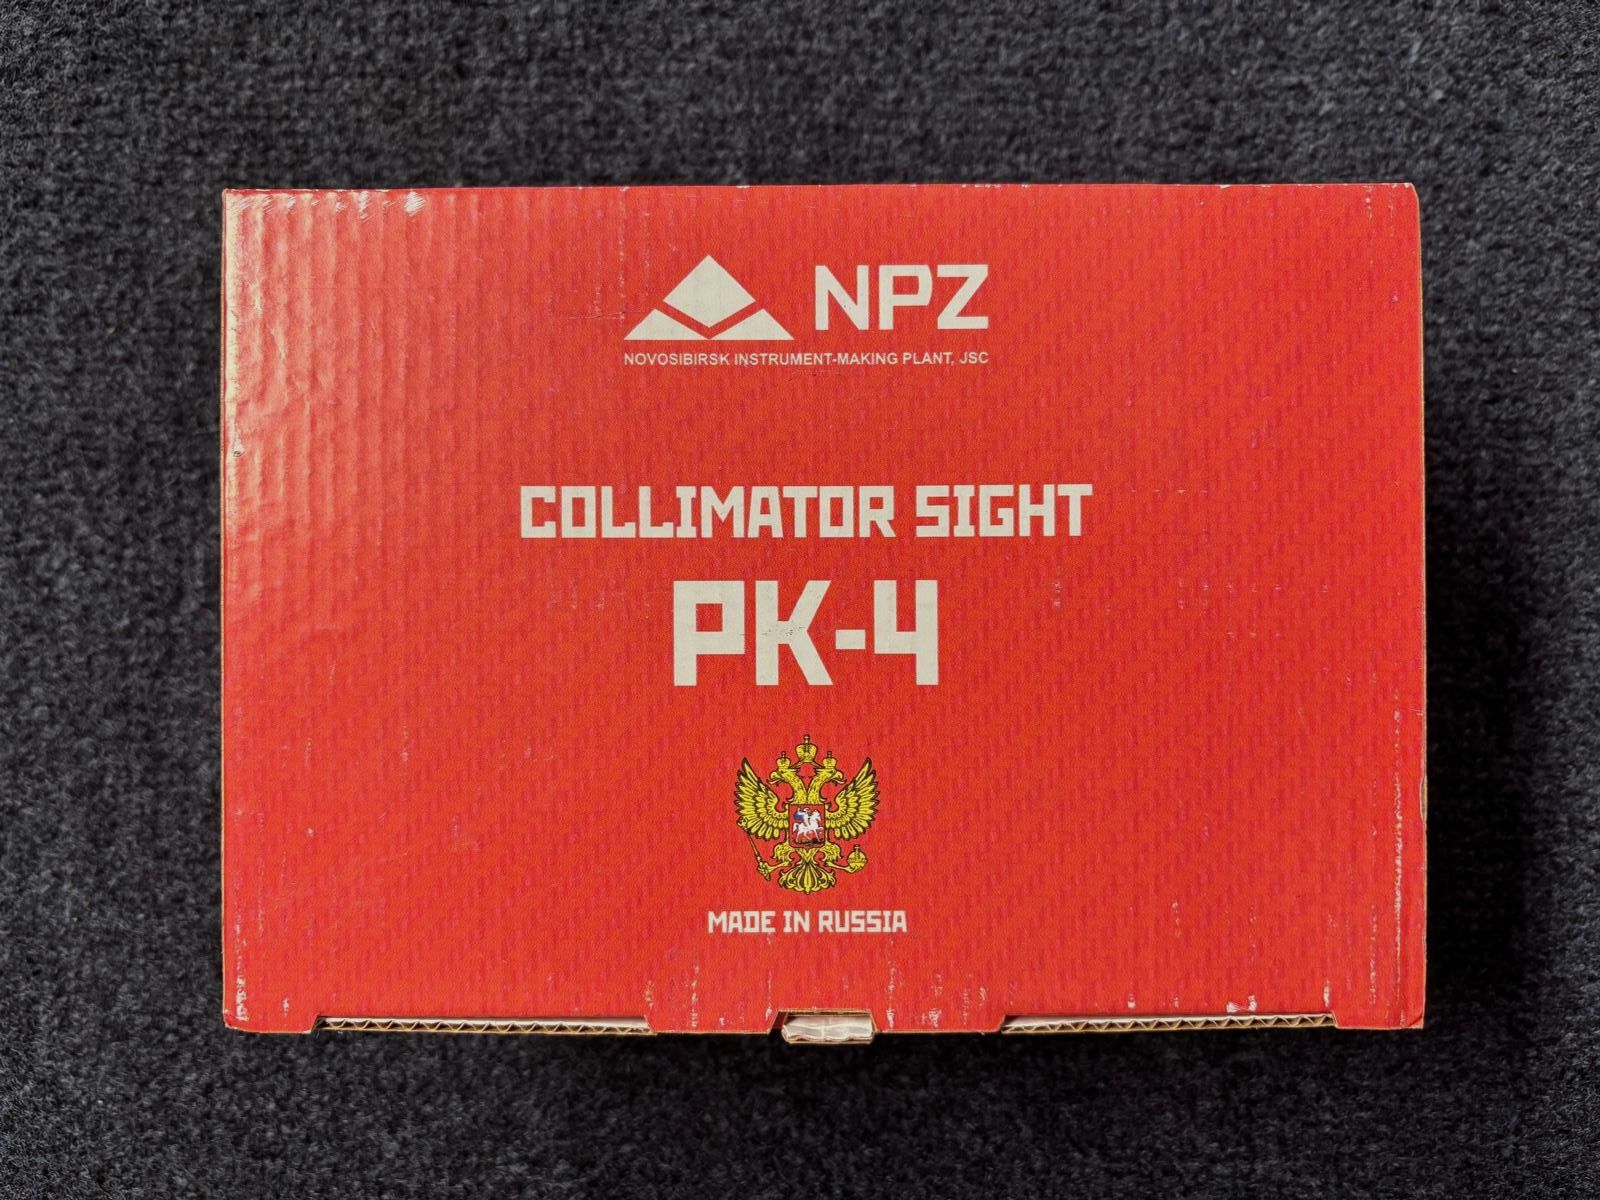 NPZ
NOVOSIBIRSK INSTRUMENT-MAKING PLANT, JSC
COLLIMATOR SIGHT
PK-4
MADE IN RUSSIA